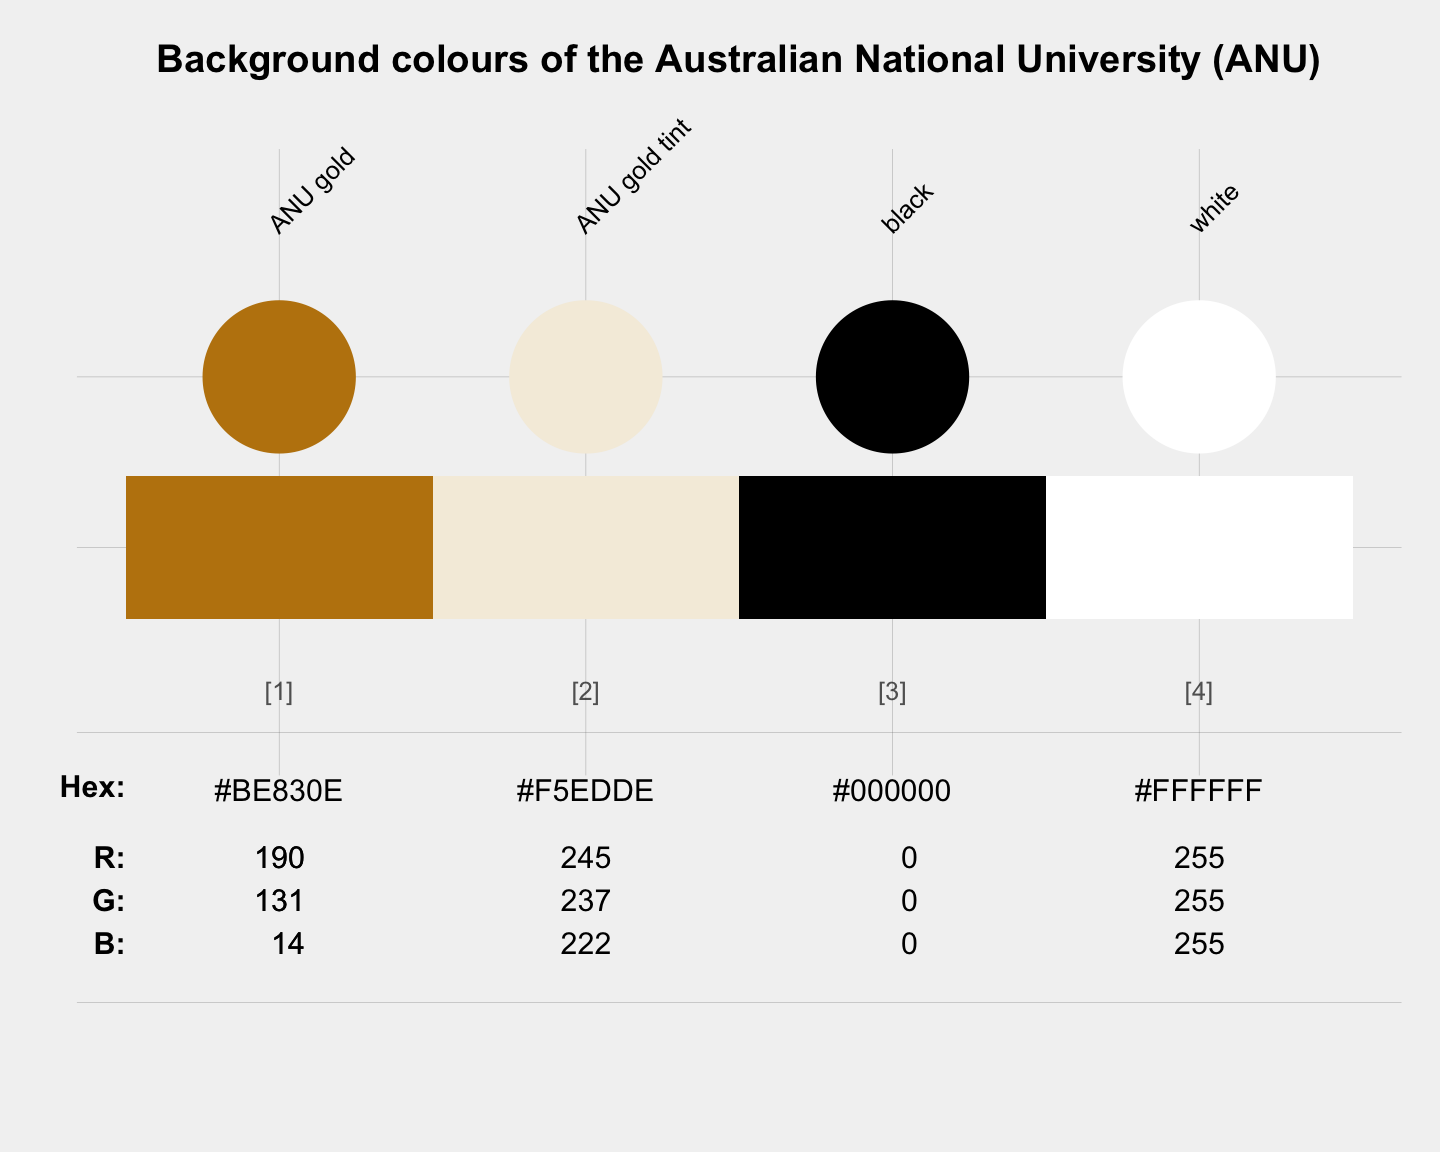 Background colours of the Australian National University (ANU)
ANU gold
ANU gold tint
black
white
[1] [2] [3] [4]
Hex: #BE830E #F5EDDE #000000 #FFFFFF
R: 190 245 0 255
G: 131 237 0 255
B: 14 222 0 255